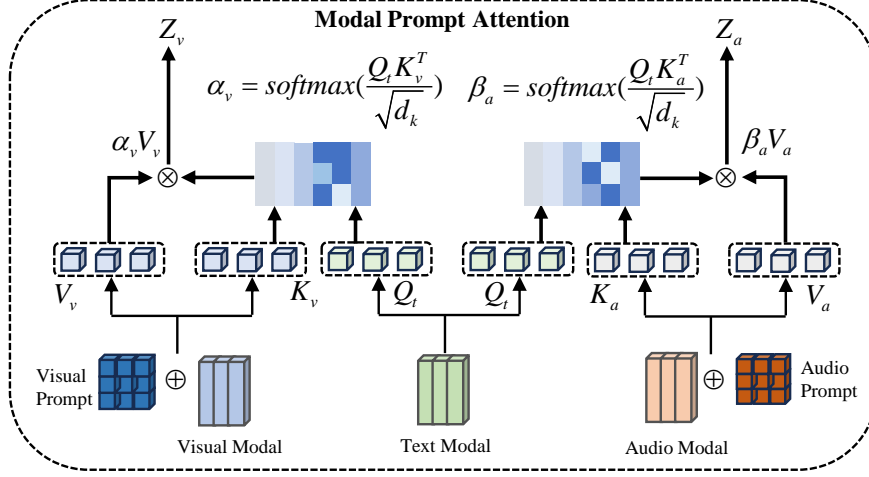 Modal Prompt Attention
Z_v
Z_a
α_v = softmax(Q_t K_v^T / √d_k)
β_a = softmax(Q_t K_a^T / √d_k)
α_v V_v
β_a V_a
⊗
⊗
V_v
K_v
Q_t
Q_t
K_a
V_a
Visual
Prompt
⊕
⊕
Audio
Prompt
Visual Modal
Text Modal
Audio Modal